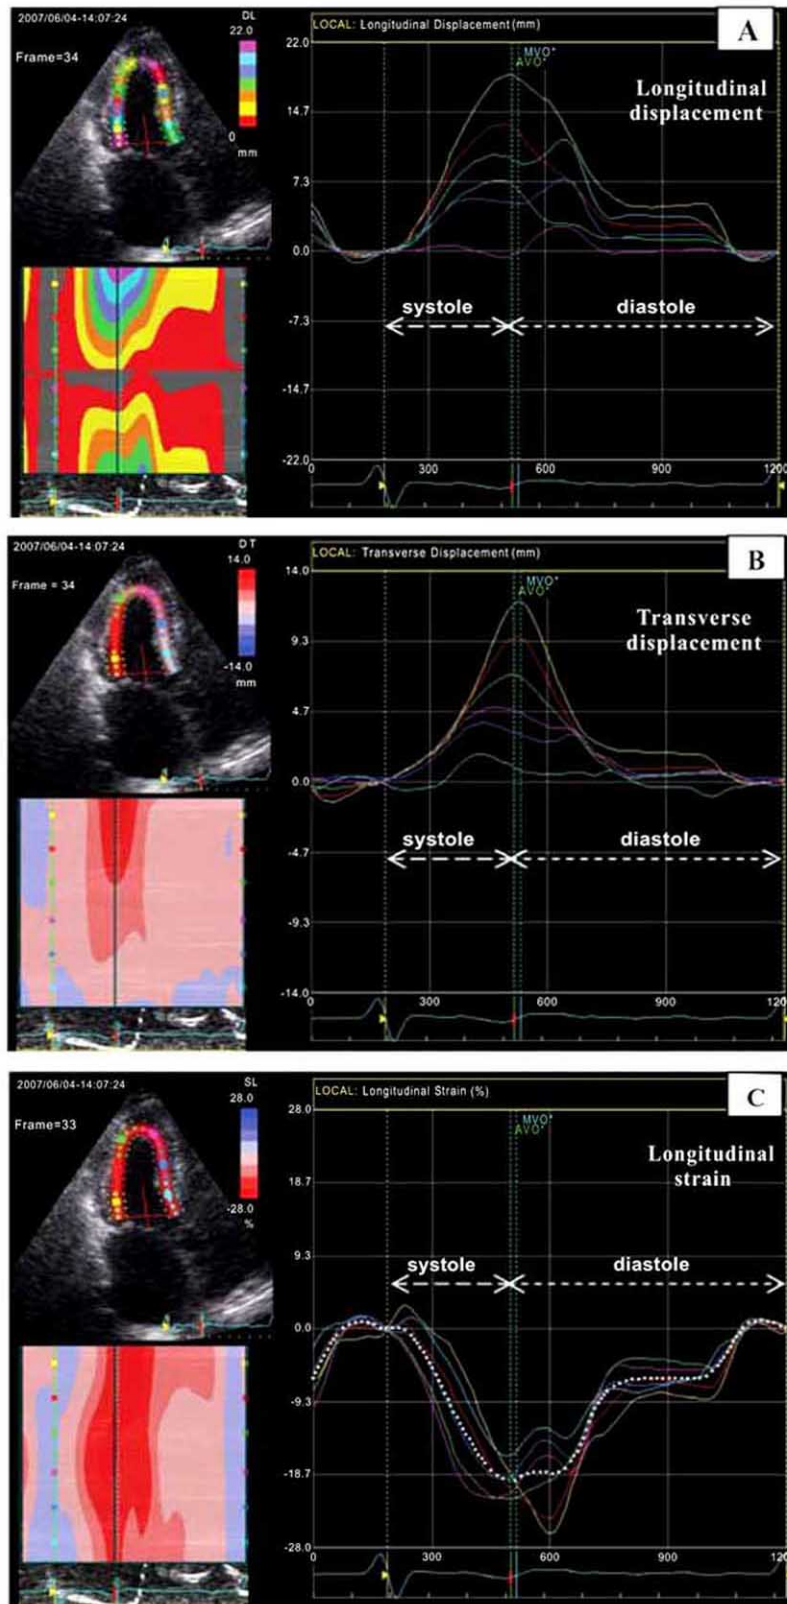 2007/06/04-14:07:24
DL
22.0
Frame=34
0
mm
LOCAL: Longitudinal Displacement (mm)
A
MVO*
AVO*
Longitudinal
displacement
22.0
14.7
7.3
0.0
-7.3
-14.7
-22.0
systole
diastole
0
300
600
900
1200
2007/06/04-14:07:24
DT
14.0
Frame = 34
-14.0
mm
LOCAL: Transverse Displacement (mm)
B
MVO*
AVO*
Transverse
displacement
14.0
9.3
4.7
0.0
-4.7
-9.3
-14.0
systole
diastole
0
300
600
900
2007/06/04-14:07:24
SL
28.0
Frame=33
-28.0
%
LOCAL: Longitudinal Strain (%)
C
MVO*
AVO*
Longitudinal
strain
28.0
18.7
9.3
0.0
-9.3
-18.7
-28.0
systole
diastole
0
300
600
900